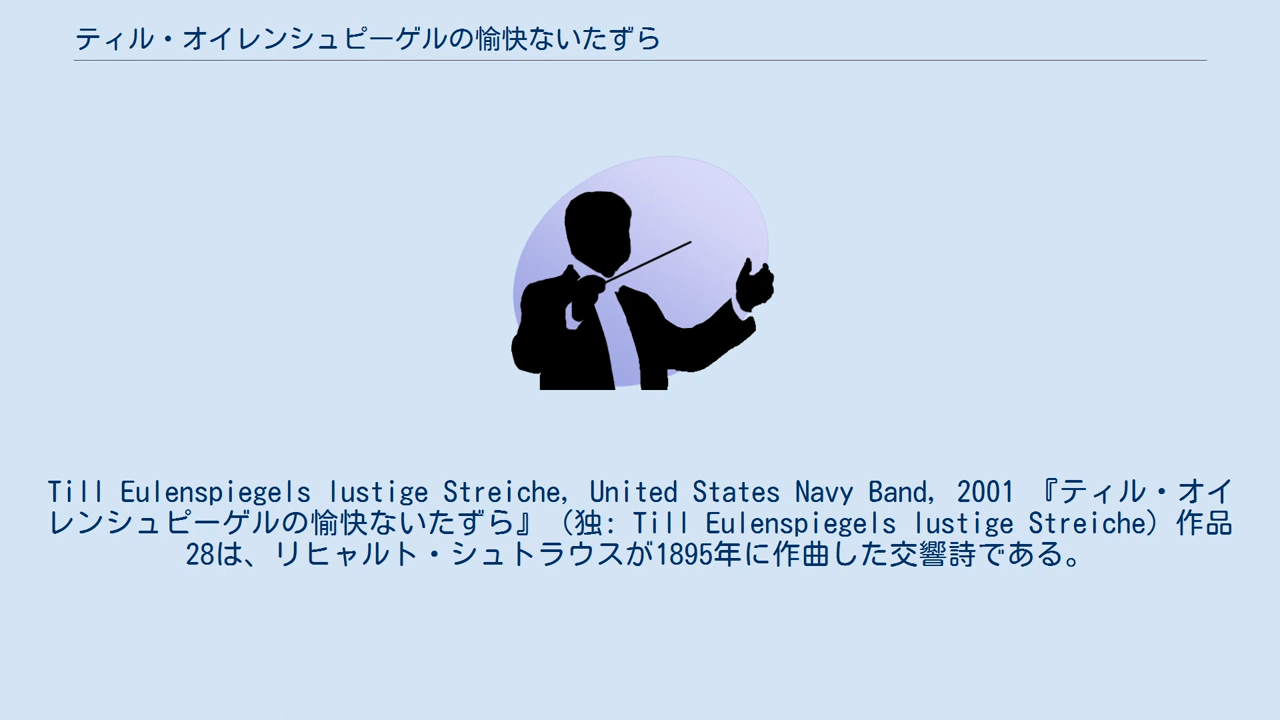 ティル・オイレンシュピーゲルの愉快ないたずら
Till Eulenspiegels lustige Streiche, United States Navy Band, 2001 『ティル・オイ
レンシュピーゲルの愉快ないたずら』（独: Till Eulenspiegels lustige Streiche）作品
28は、リヒャルト・シュトラウスが1895年に作曲した交響詩である。